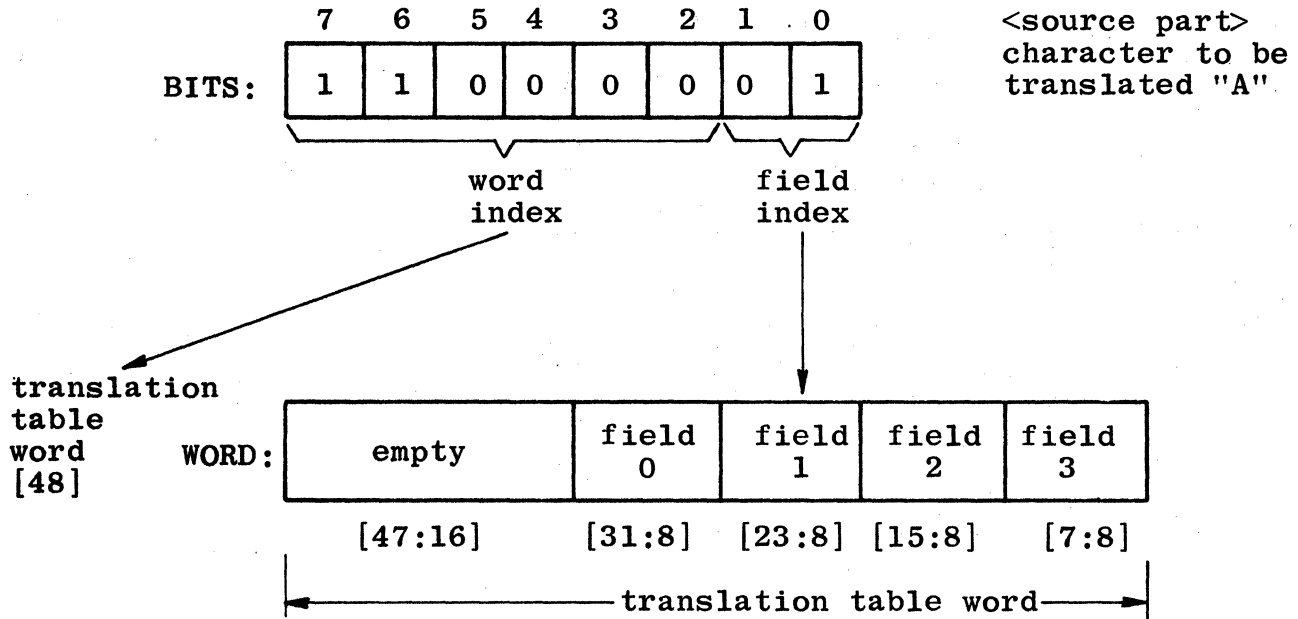 7 6 5 4 3 2 1 0
<source part>
character to be
translated "A"
BITS: 1 1 0 0 0 0 0 1
word
index
field
index
translation
table
word
[48]
WORD: empty
field
0
field
1
field
2
field
3
[47:16] [31:8] [23:8] [15:8] [7:8]
translation table word